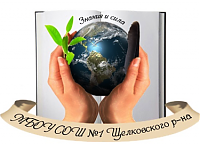 Знания и сила
МБОУ СОШ №1 Щелковского р-на